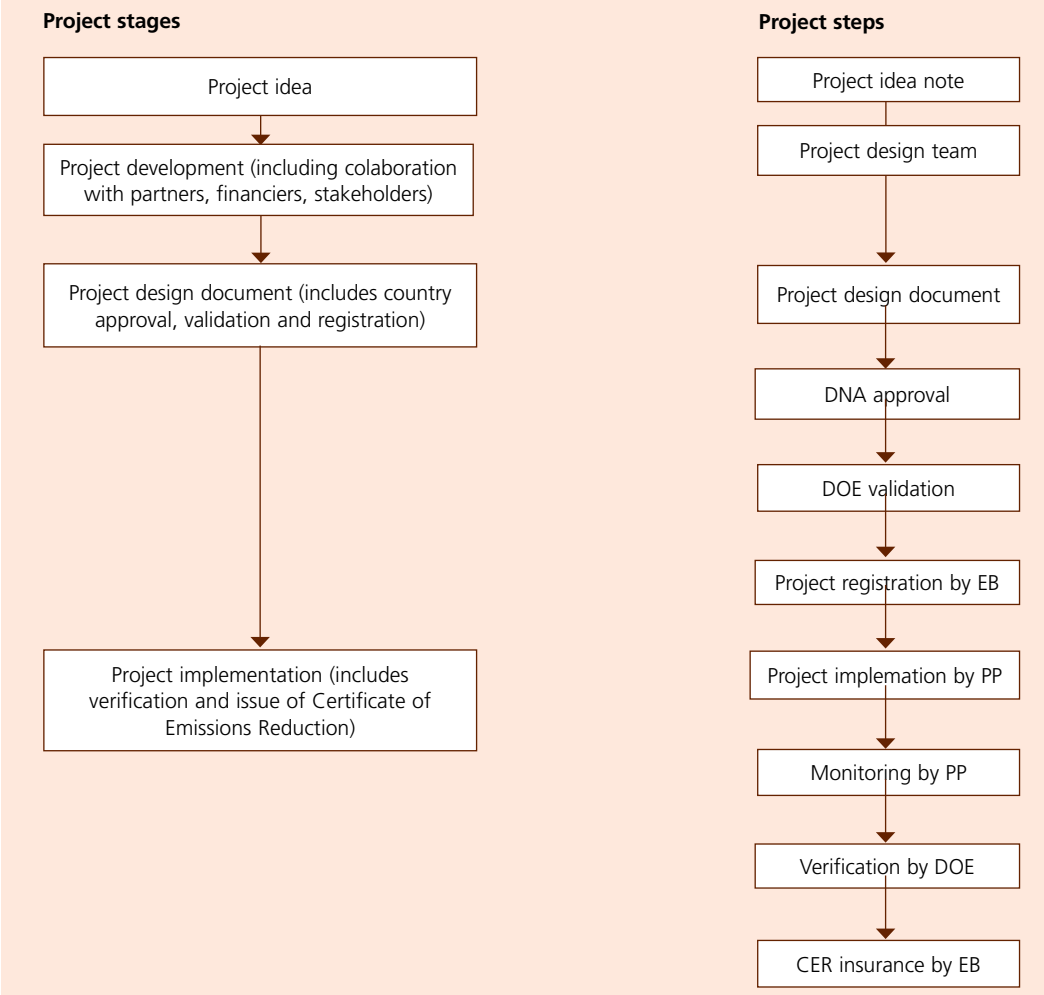 Project stages
Project idea
Project development (including colaboration
with partners, financiers, stakeholders)
Project design document (includes country
approval, validation and registration)
Project implementation (includes
verification and issue of Certificate of
Emissions Reduction)
Project steps
Project idea note
Project design team
Project design document
DNA approval
DOE validation
Project registration by EB
Project implemation by PP
Monitoring by PP
Verification by DOE
CER insurance by EB